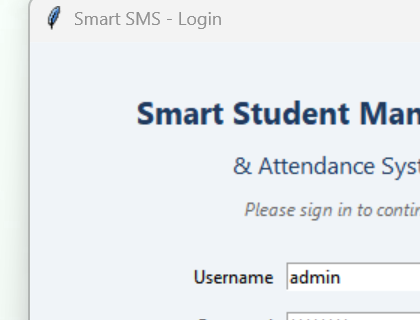 Smart SMS - Login
Smart Student Man
& Attendance Syst
Please sign in to contin
Username admin